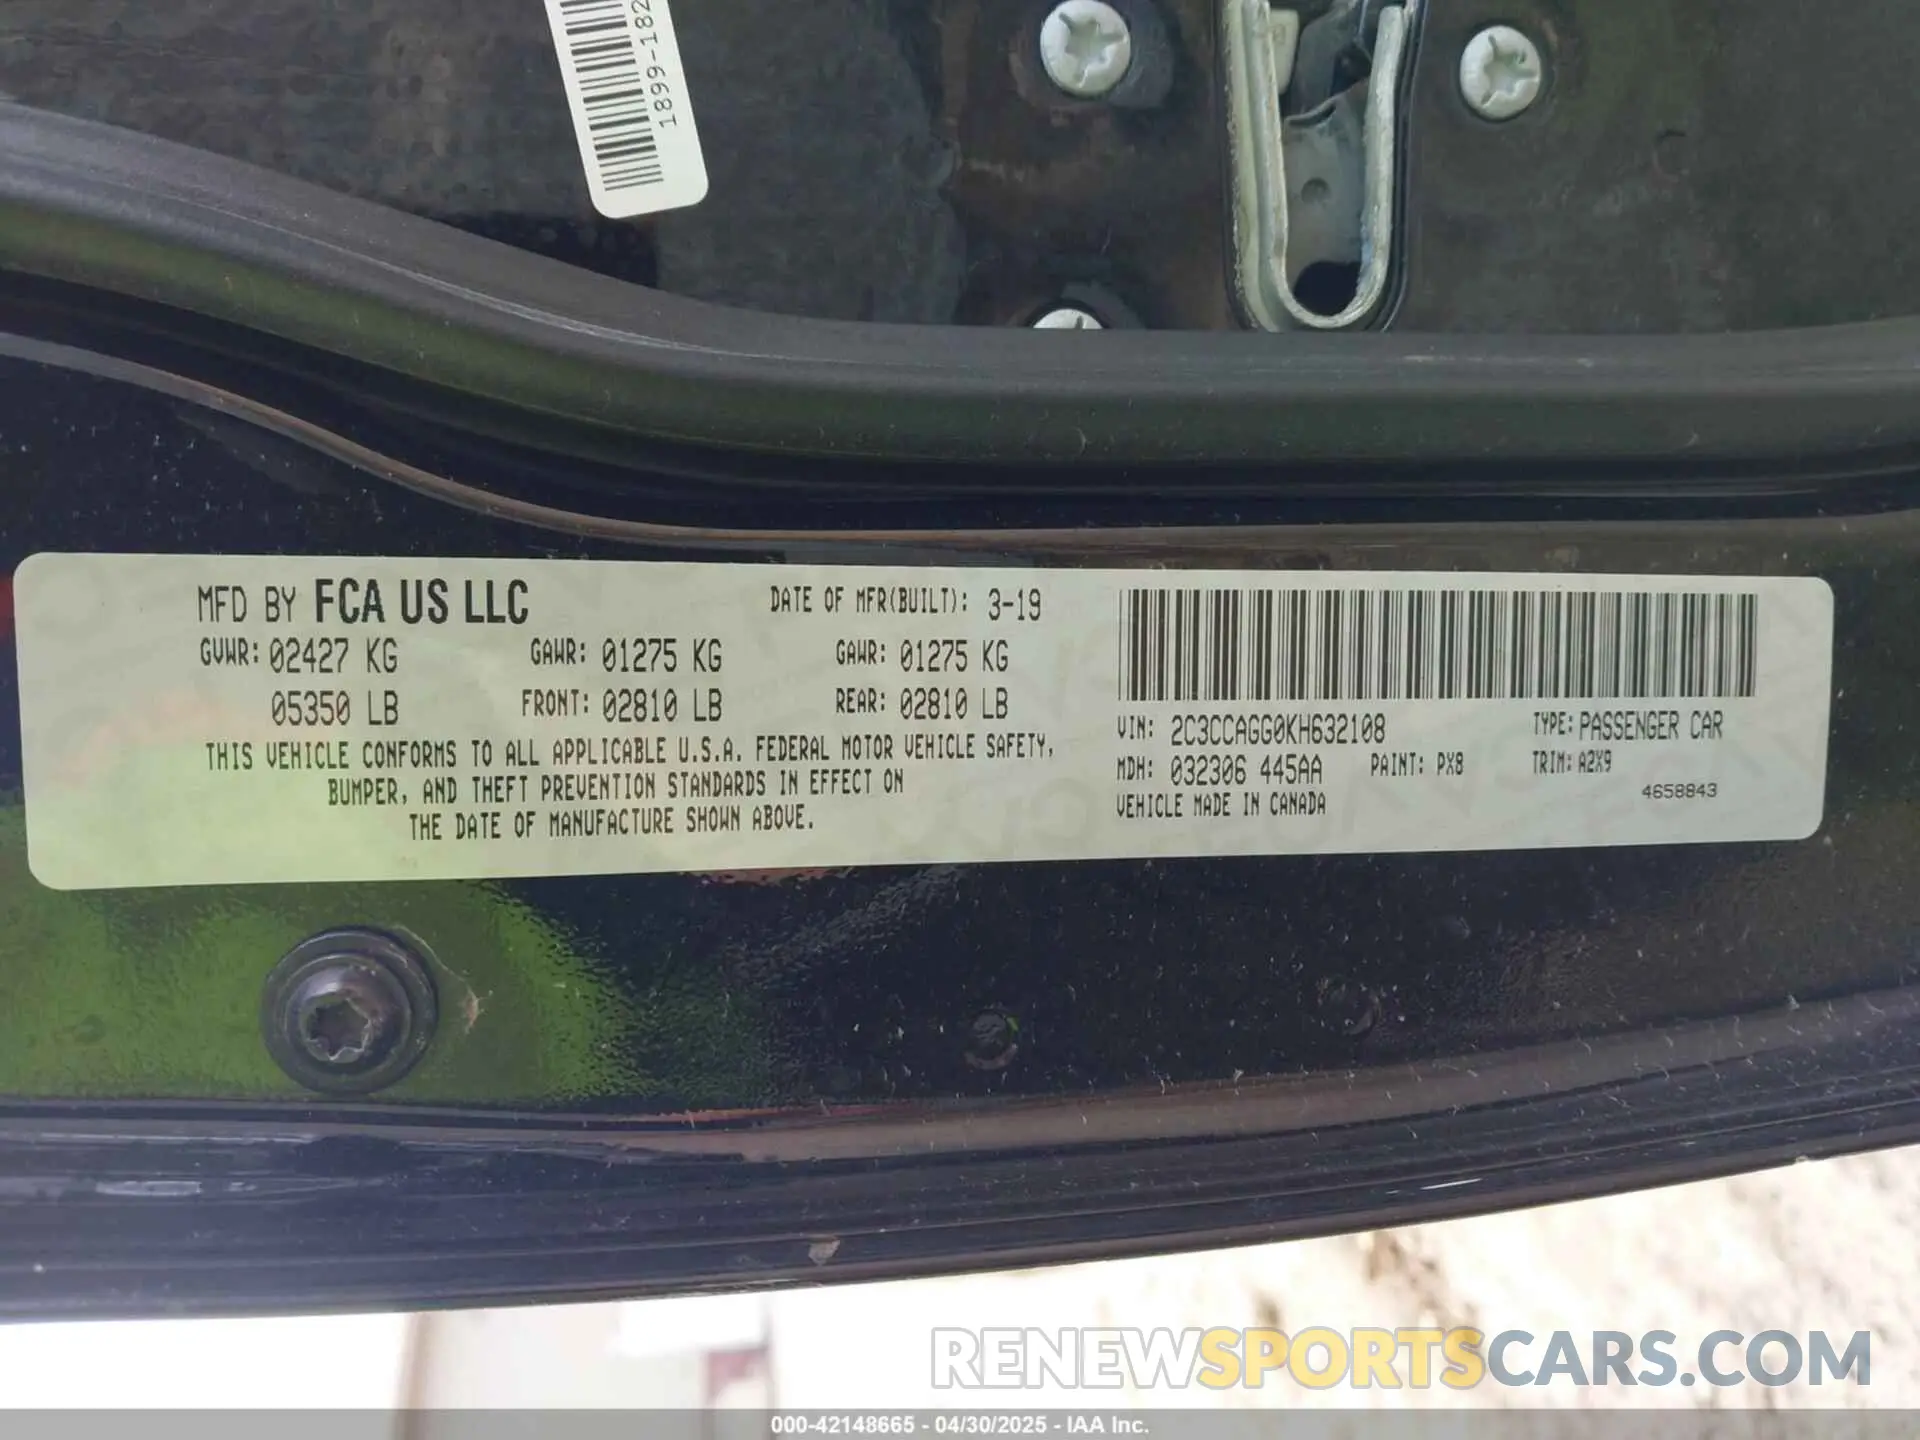 1899-182
MFD BY FCA US LLC
DATE OF MFR(BUILT): 3-19
GVWR: 02427 KG GAWR: 01275 KG GAWR: 01275 KG
05350 LB FRONT: 02810 LB REAR: 02810 LB
THIS VEHICLE CONFORMS TO ALL APPLICABLE U.S.A. FEDERAL MOTOR VEHICLE SAFETY,
BUMPER, AND THEFT PREVENTION STANDARDS IN EFFECT ON
THE DATE OF MANUFACTURE SHOWN ABOVE.
VIN: 2C3CCAGG0KH632108 TYPE: PASSENGER CAR
MDH: 032306 445AA PAINT: PX8 TRIM: A2X9
VEHICLE MADE IN CANADA 4658843
RENEWSPORTSCARS.COM
000-42148665 - 04/30/2025 - IAA Inc.